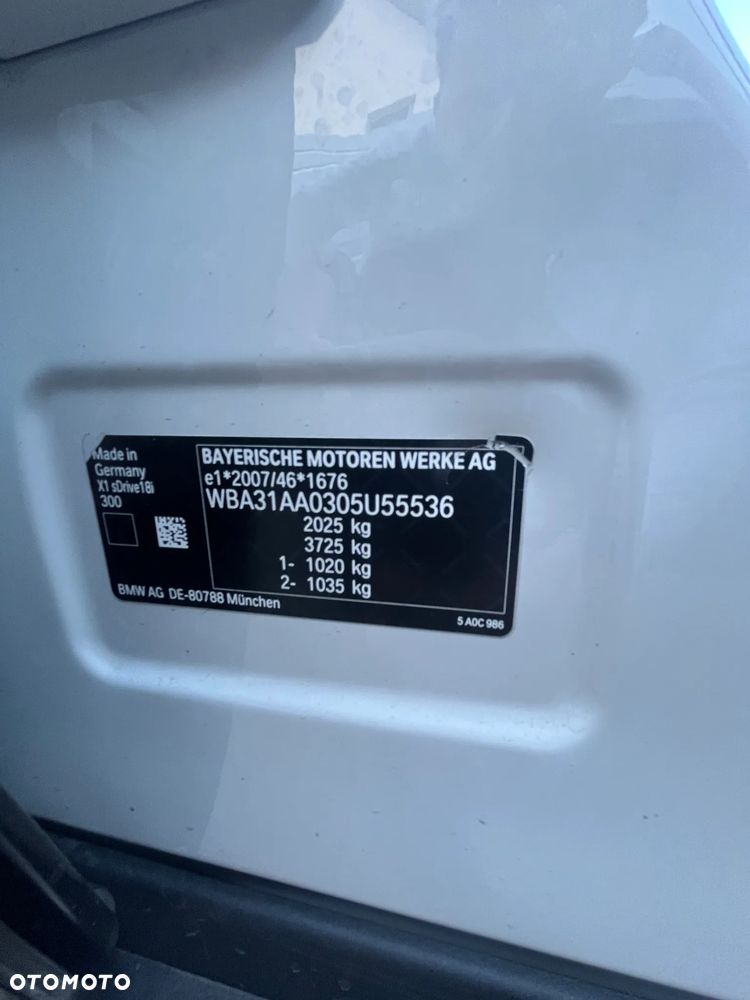 Made in
Germany
X1 sDrive18i
300
BAYERISCHE MOTOREN WERKE AG
e1*2007/46*1676
WBA31AA0305U55536
2025 kg
3725 kg
1- 1020 kg
2- 1035 kg
BMW AG DE-80788 München
5 A0C 986
OTOMOTO